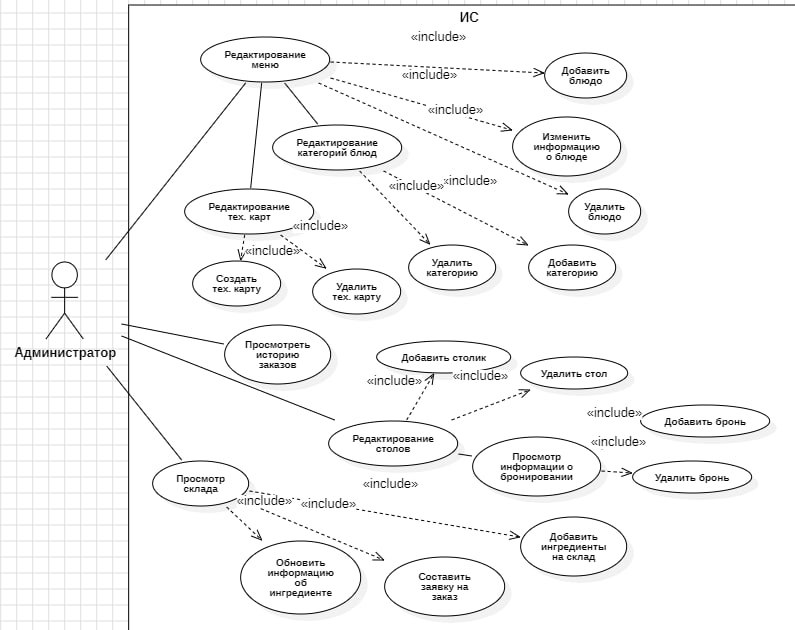 ИС
«include»
Редактирование
меню
«include»
Добавить
блюдо
«include»
Изменить
информацию
о блюде
Редактирование
категорий блюд
«include»
«include»
Удалить
блюдо
Редактирование
тех. карт
«include»
«include»
Создать
тех. карту
Удалить
тех. карту
Удалить
категорию
Добавить
категорию
Администратор
Просмотреть
историю
заказов
Добавить столик
«include»
«include»
Удалить стол
«include»
Добавить бронь
Редактирование
столов
«include»
Просмотр
информации о
бронировании
Удалить бронь
Просмотр
склада
«include»
«include»
«include»
Добавить
ингредиенты
на склад
Обновить
информацию
об
ингредиенте
Составить
заявку на
заказ